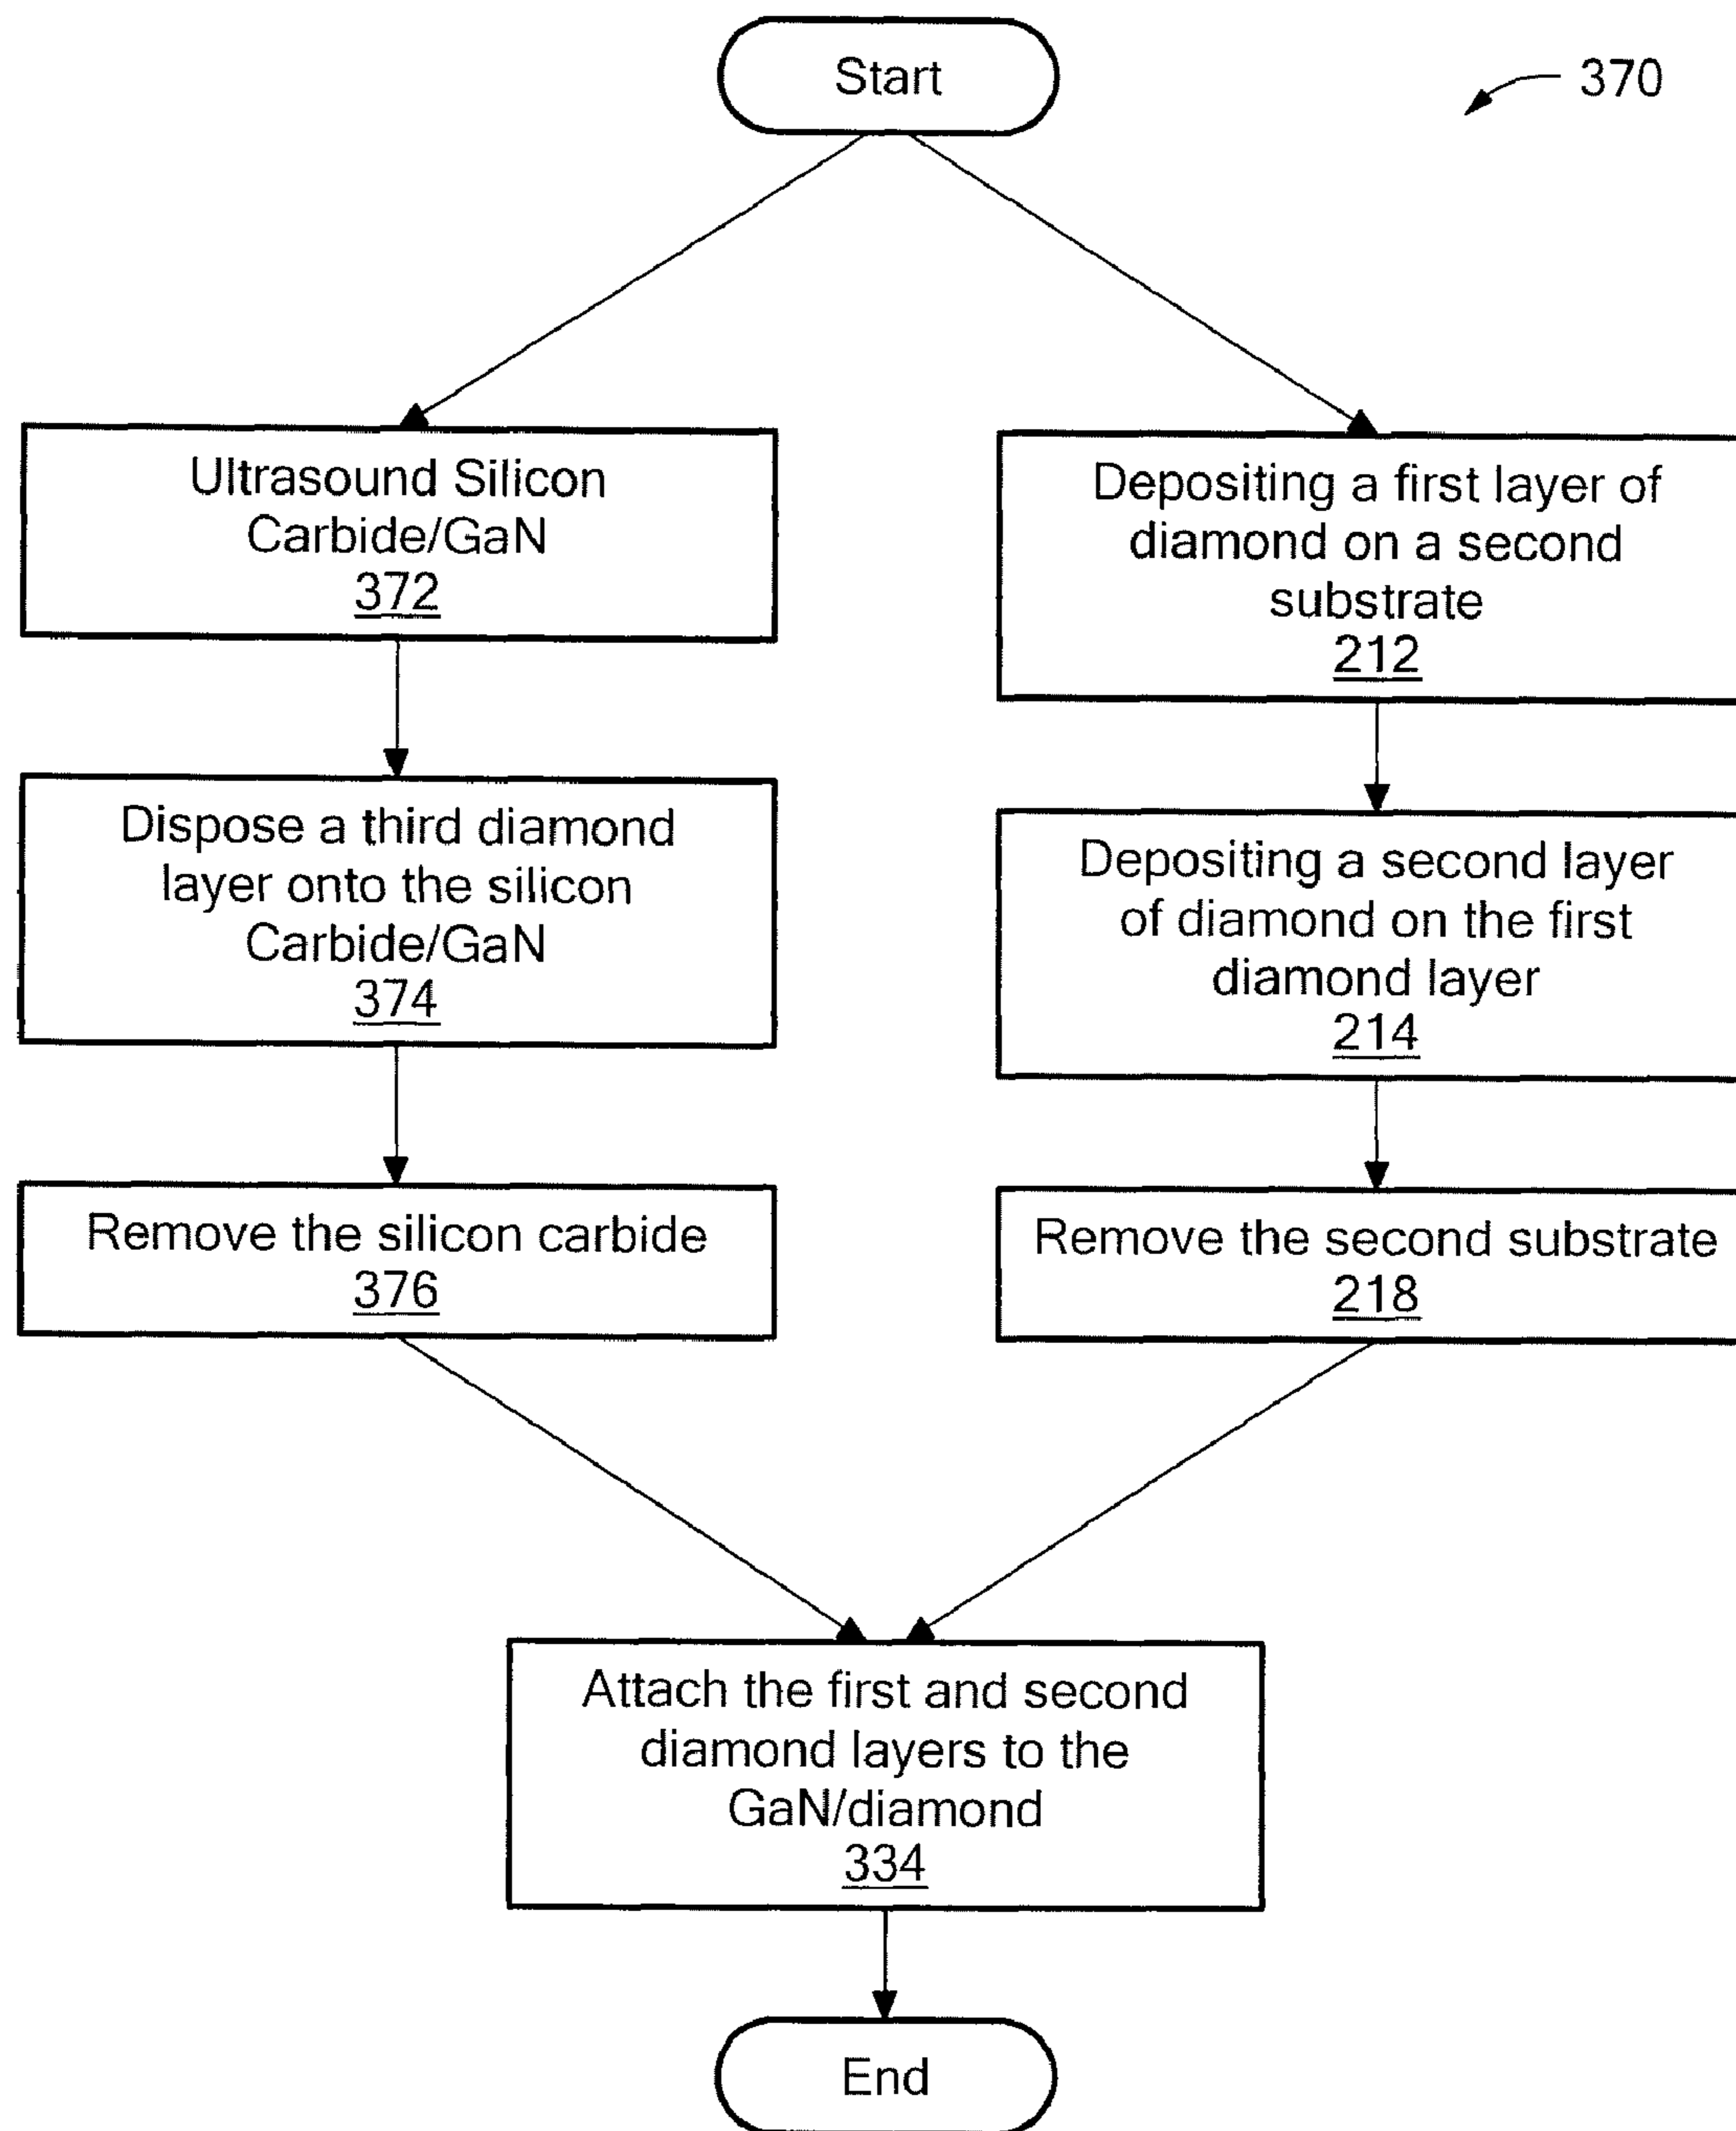 Start
370
Ultrasound Silicon
Carbide/GaN
372
Dispose a third diamond
layer onto the silicon
Carbide/GaN
374
Remove the silicon carbide
376
Depositing a first layer of
diamond on a second
substrate
212
Depositing a second layer
of diamond on the first
diamond layer
214
Remove the second substrate
218
Attach the first and second
diamond layers to the
GaN/diamond
334
End